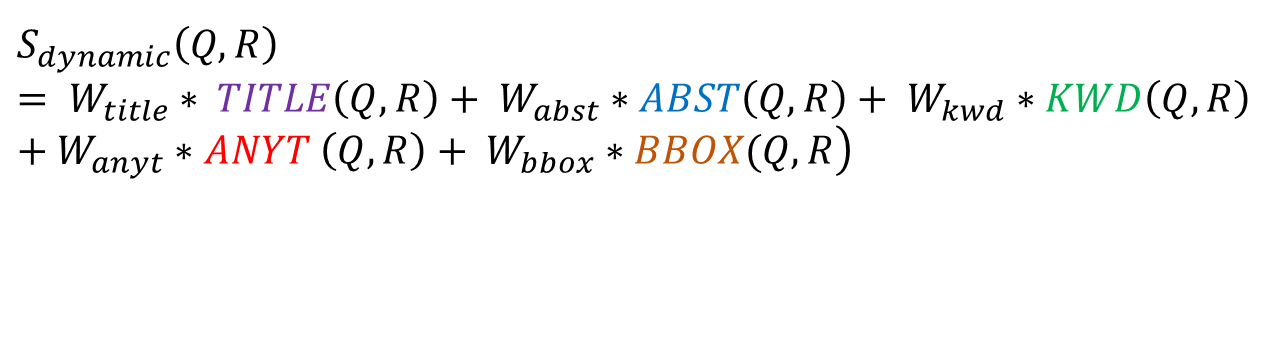 S_dynamic(Q, R)
= W_title * TITLE(Q, R) + W_abst * ABST(Q, R) + W_kwd * KWD(Q, R)
+ W_anyt * ANYT (Q, R) + W_bbox * BBOX(Q, R)